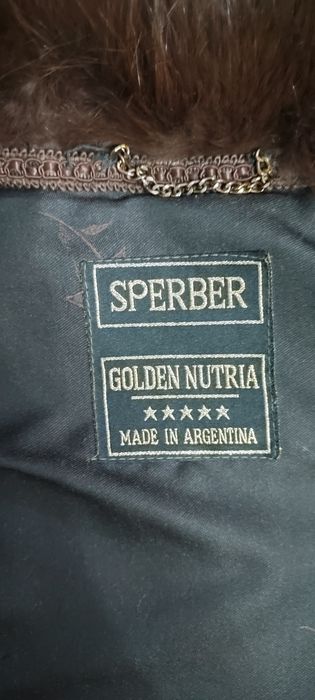 SPERBER
GOLDEN NUTRIA
★★★★★
MADE IN ARGENTINA